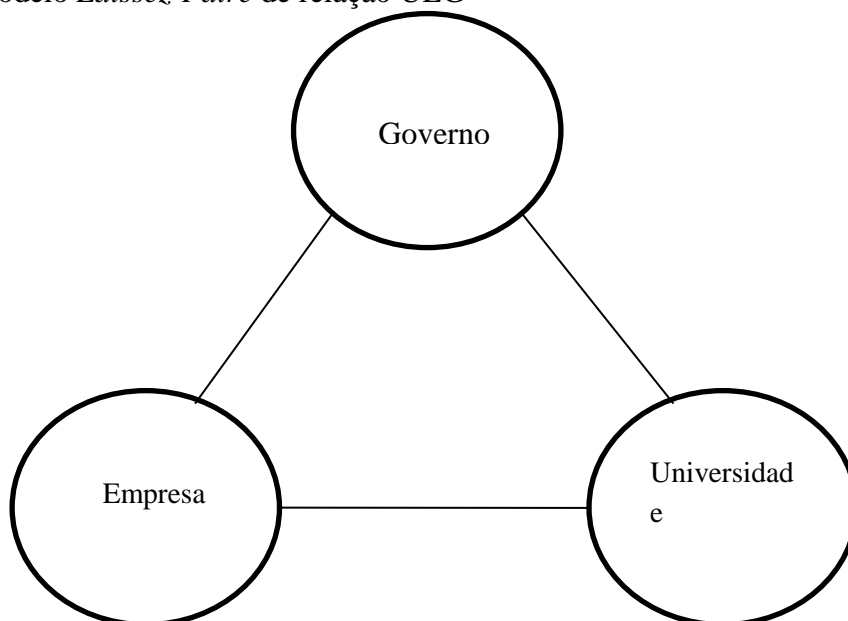 odelo Laissez Faire de relação UEG
Governo
Empresa
Universidad
e